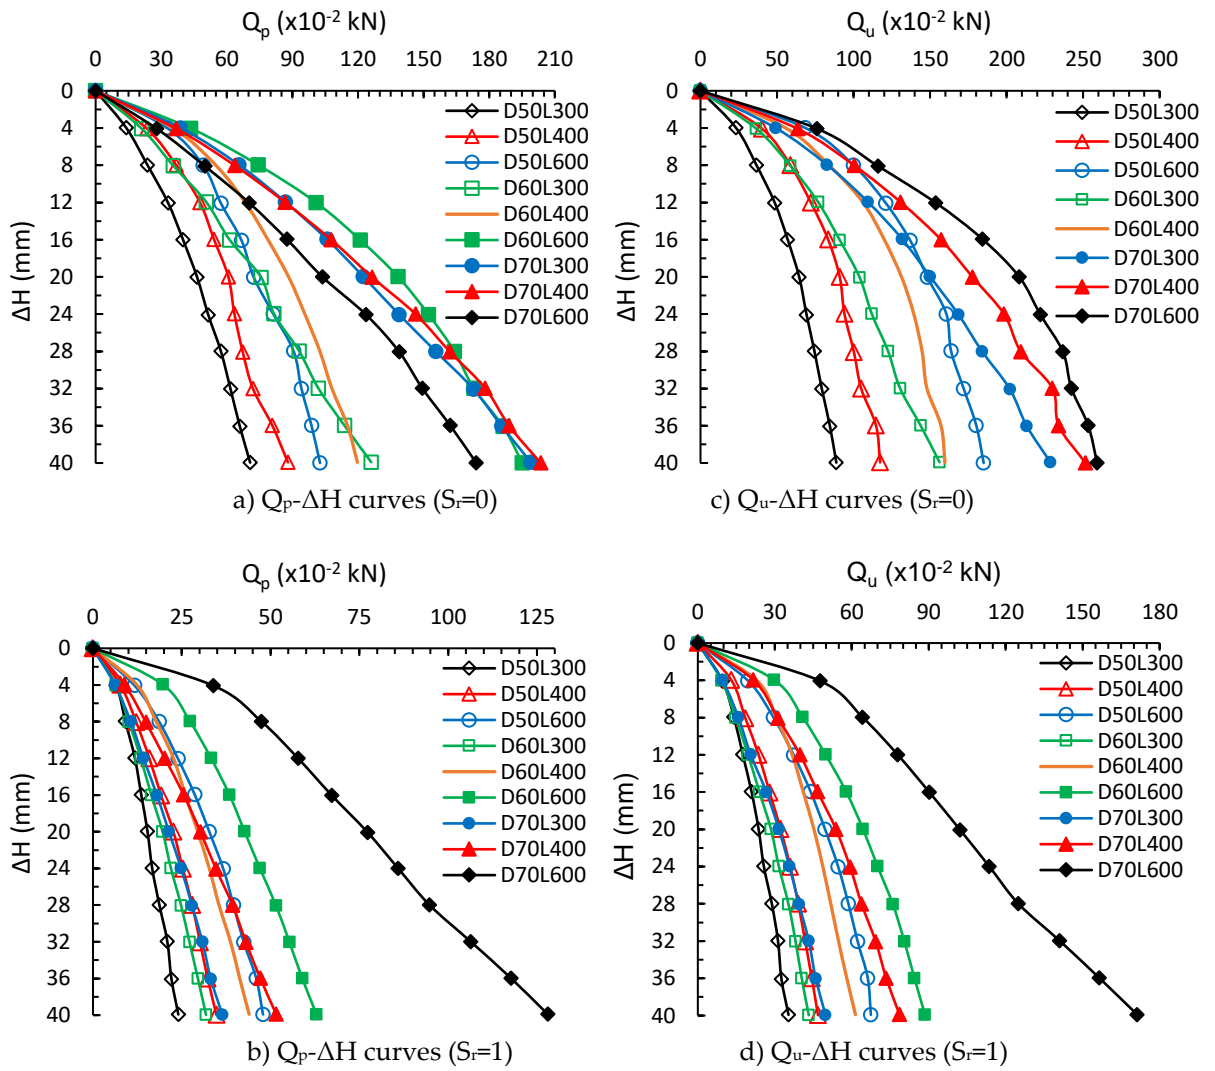 Qp (x10-2 kN)
0 30 60 90 120 150 180 210
0
4
8
12
16
20
24
28
32
36
40
ΔH (mm)
D50L300
D50L400
D50L600
D60L300
D60L400
D60L600
D70L300
D70L400
D70L600
a) Qp-ΔH curves (Sr=0)
Qu (x10-2 kN)
0 50 100 150 200 250 300
0
4
8
12
16
20
24
28
32
36
40
ΔH (mm)
D50L300
D50L400
D50L600
D60L300
D60L400
D70L300
D70L400
D70L600
c) Qu-ΔH curves (Sr=0)
Qp (x10-2 kN)
0 25 50 75 100 125
0
4
8
12
16
20
24
28
32
36
40
ΔH (mm)
D50L300
D50L400
D50L600
D60L300
D60L400
D60L600
D70L300
D70L400
D70L600
b) Qp-ΔH curves (Sr=1)
Qu (x10-2 kN)
0 30 60 90 120 150 180
0
4
8
12
16
20
24
28
32
36
40
ΔH (mm)
D50L300
D50L400
D50L600
D60L300
D60L400
D60L600
D70L300
D70L400
D70L600
d) Qu-ΔH curves (Sr=1)